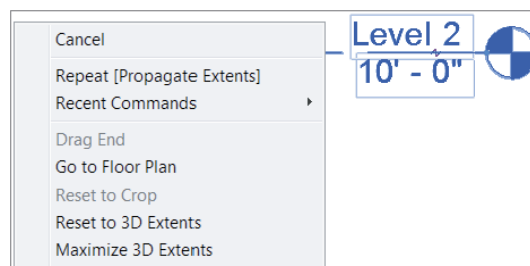 Cancel
Repeat [Propagate Extents]
Recent Commands
Drag End
Go to Floor Plan
Reset to Crop
Reset to 3D Extents
Maximize 3D Extents
Level 2
10' - 0"